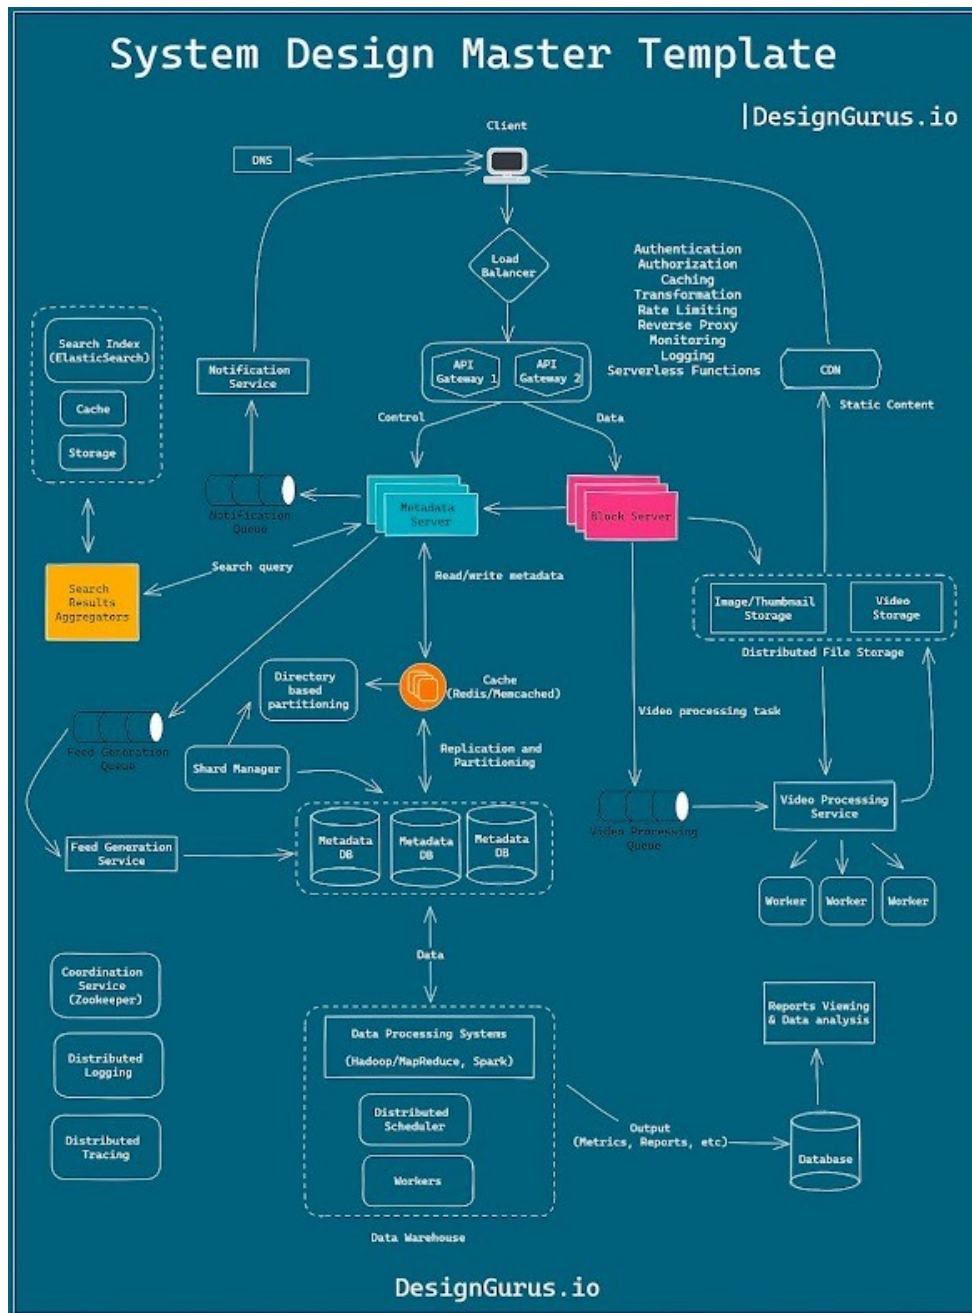 System Design Master Template
|DesignGurus.io
Client
DNS
Load
Balancer
Authentication
Authorization
Caching
Transformation
Rate Limiting
Reverse Proxy
Monitoring
Logging
Serverless Functions
Search Index
(ElasticSearch)
Cache
Storage
Notification
Service
API
Gateway 1
API
Gateway 2
CDN
Static Content
Control
Data
Notification
Queue
Metadata
Server
Block Server
Search query
Read/write metadata
Search
Results
Aggregators
Image/Thumbnail
Storage
Video
Storage
Distributed File Storage
Directory
based
partitioning
Cache
(Redis/Memcached)
Video processing task
Feed Generation
Queue
Shard Manager
Replication and
Partitioning
Video Processing
Queue
Video Processing
Service
Feed Generation
Service
Metadata
DB
Metadata
DB
Metadata
DB
Worker
Worker
Worker
Data
Coordination
Service
(Zookeeper)
Distributed
Logging
Distributed
Tracing
Data Processing Systems
(Hadoop/MapReduce, Spark)
Distributed
Scheduler
Workers
Data Warehouse
Reports Viewing
& Data analysis
Output
(Metrics, Reports, etc)
Database
DesignGurus.io